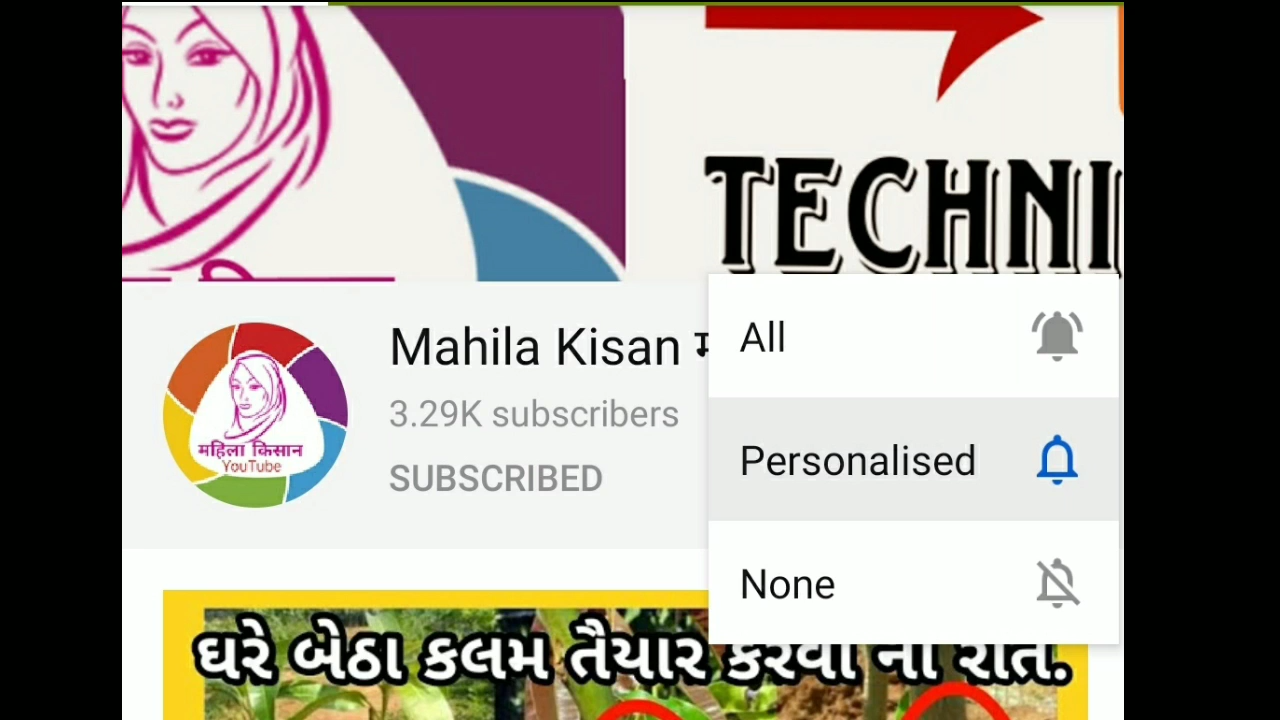 TECHNI
Mahila Kisan
3.29K subscribers
SUBSCRIBED
महिला किसान
YouTube
All
Personalised
None
ઘરે બેઠા કલમ તૈયાર કરવા ની રીત.